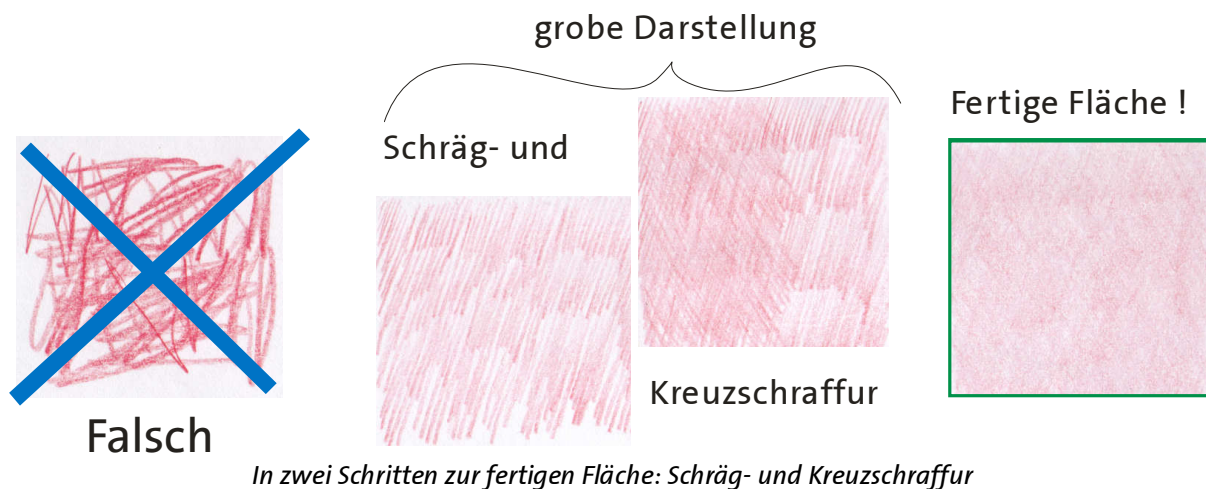 grobe Darstellung
Schräg- und
Kreuzschraffur
Fertige Fläche !
Falsch
In zwei Schritten zur fertigen Fläche: Schräg- und Kreuzschraffur